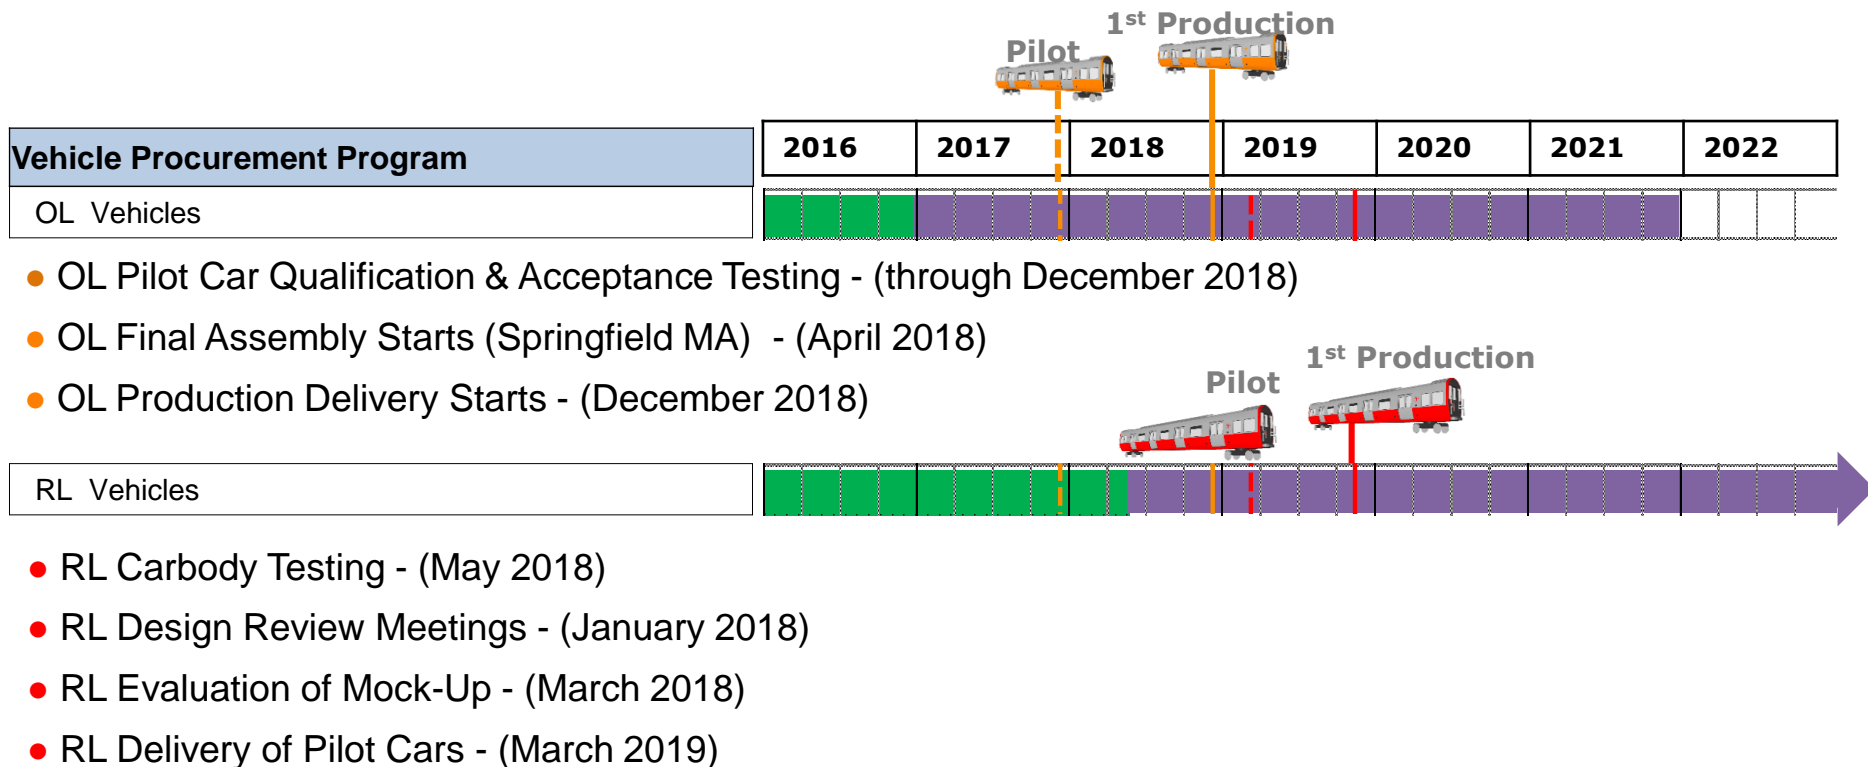 1st Production
Pilot
Vehicle Procurement Program
2016 2017 2018 2019 2020 2021 2022
OL Vehicles
● OL Pilot Car Qualification & Acceptance Testing - (through December 2018)
● OL Final Assembly Starts (Springfield MA) - (April 2018)
● OL Production Delivery Starts - (December 2018)
1st Production
Pilot
RL Vehicles
● RL Carbody Testing - (May 2018)
● RL Design Review Meetings - (January 2018)
● RL Evaluation of Mock-Up - (March 2018)
● RL Delivery of Pilot Cars - (March 2019)